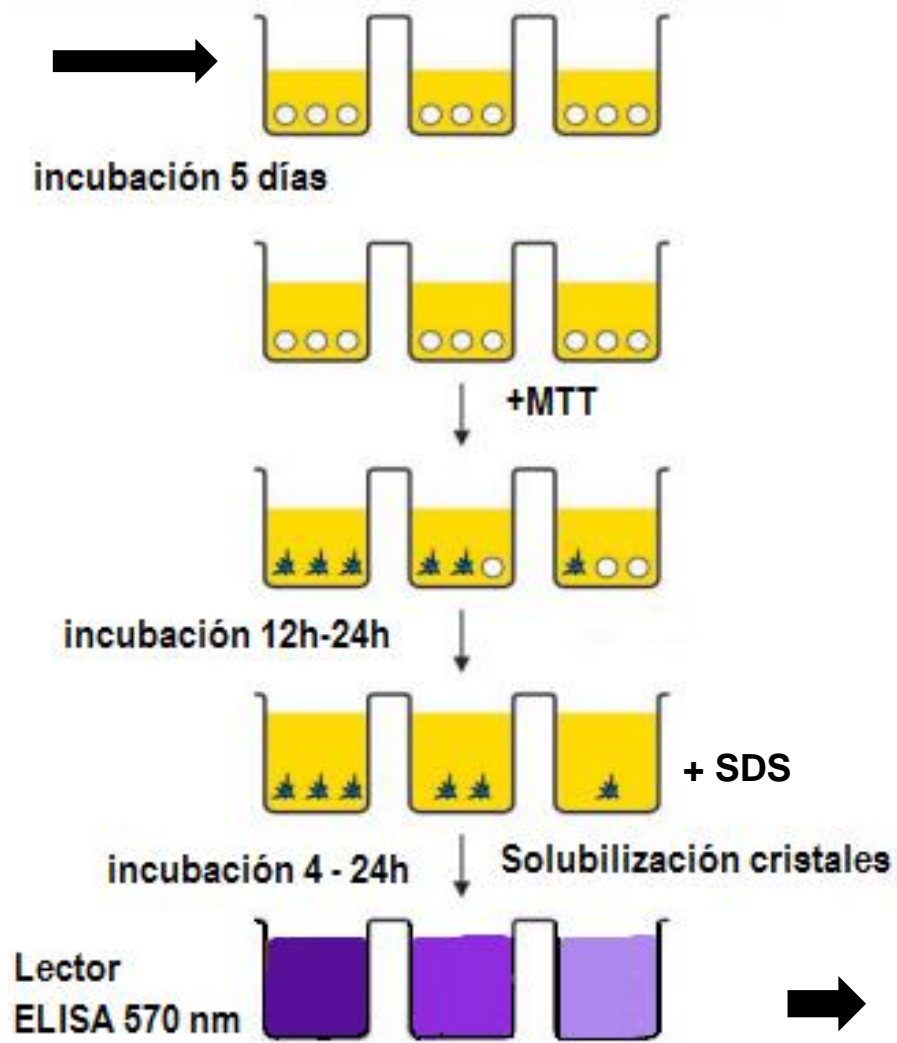 incubación 5 días
+MTT
incubación 12h-24h
+ SDS
incubación 4 - 24h
Solubilización cristales
Lector
ELISA 570 nm